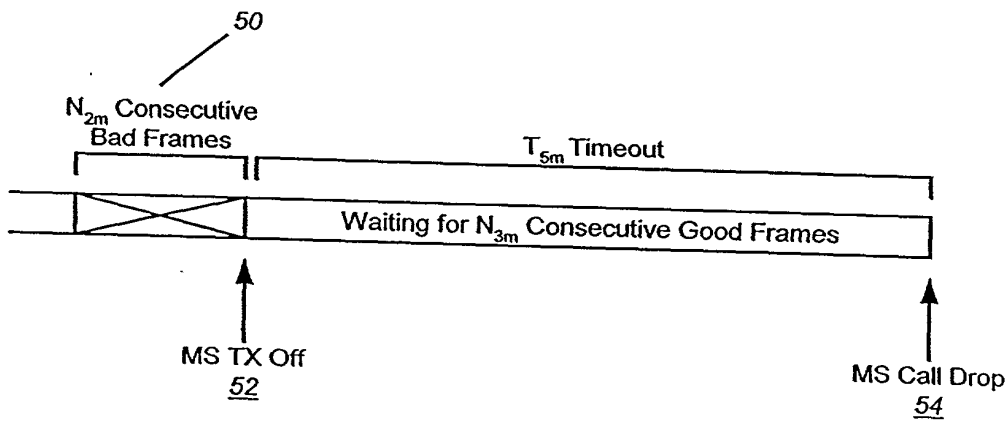 50
N2m Consecutive
Bad Frames
T5m Timeout
Waiting for N3m Consecutive Good Frames
MS TX Off
52
MS Call Drop
54